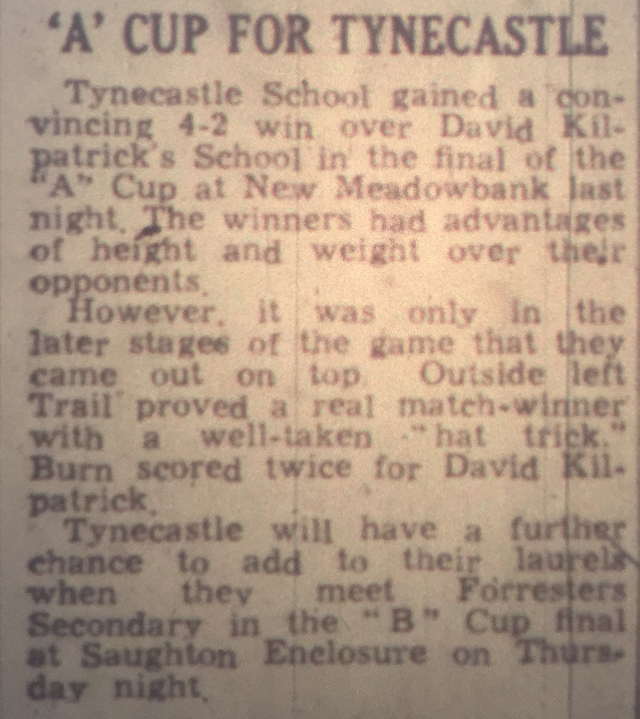 'A' CUP FOR TYNECASTLE
Tynecastle School gained a con-
vincing 4-2 win over David Kil-
patrick's School in the final of the
"A" Cup at New Meadowbank last
night. The winners had advantages
of height and weight over their
opponents.
However, it was only in the
later stages of the game that they
came out on top. Outside left
Trail proved a real match-winner
with a well-taken "hat trick."
Burn scored twice for David Kil-
patrick.
Tynecastle will have a further
chance to add to their laurels
when they meet Forresters
Secondary in the "B" Cup final
at Saughton Enclosure on Thurs-
day night.